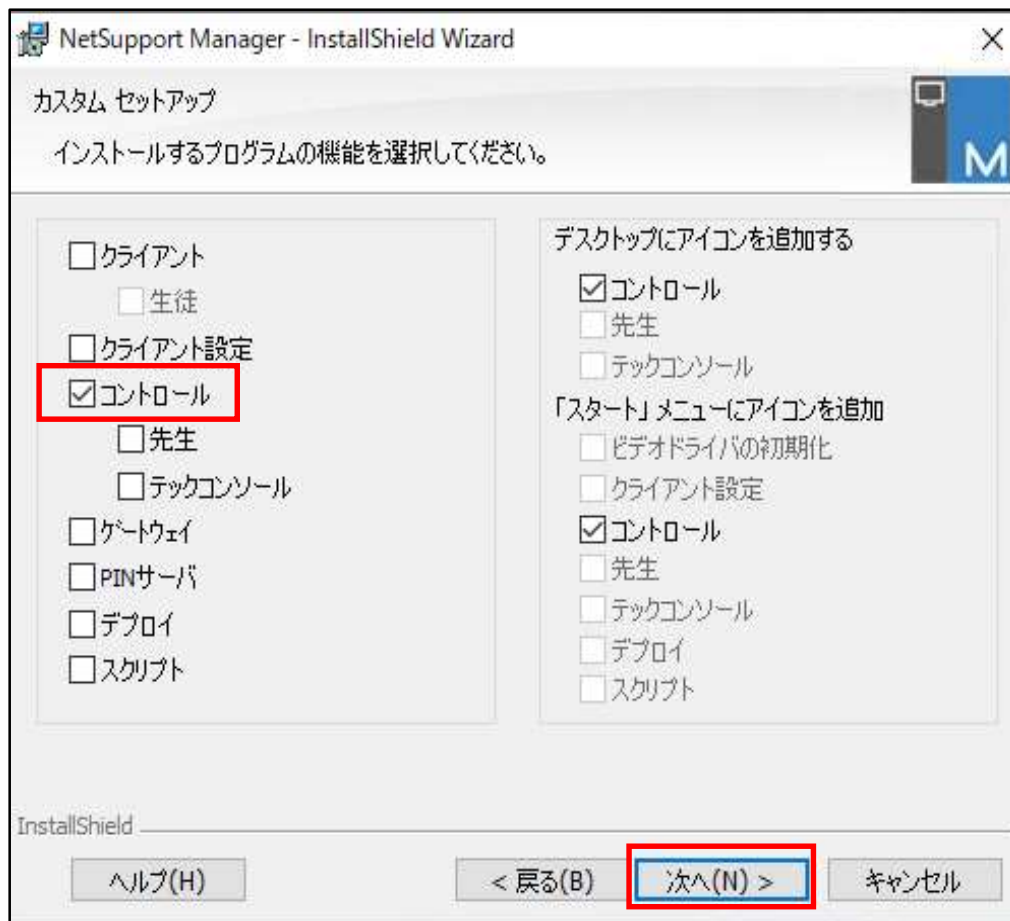 NetSupport Manager - InstallShield Wizard
カスタム セットアップ
インストールするプログラムの機能を選択してください。
M
クライアント
生徒
クライアント設定
コントロール
先生
テックコンソール
ゲートウェイ
PINサーバ
デプロイ
スクリプト
デスクトップにアイコンを追加する
コントロール
先生
テックコンソール
「スタート」メニューにアイコンを追加
ビデオドライバの初期化
クライアント設定
コントロール
先生
テックコンソール
デプロイ
スクリプト
InstallShield
ヘルプ(H)
< 戻る(B)
次へ(N) >
キャンセル